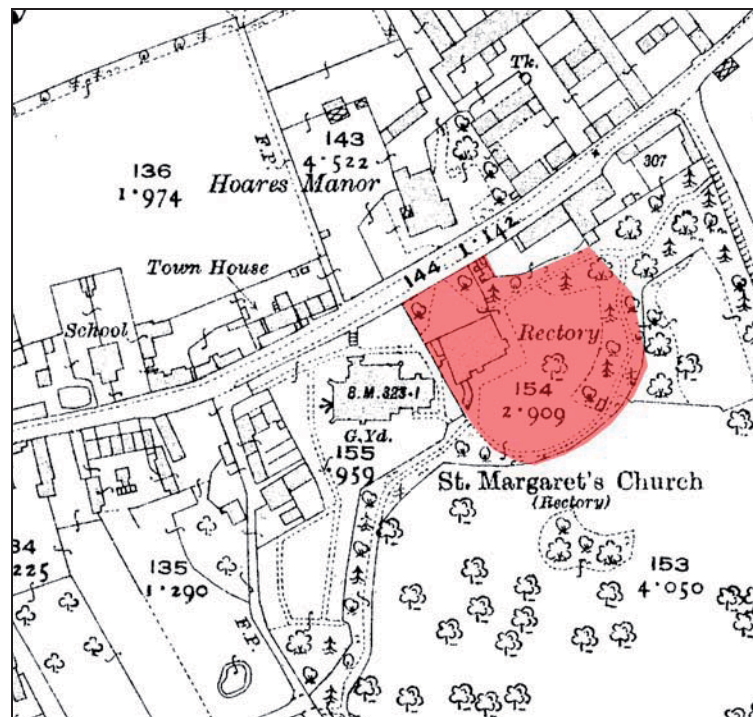 Tk.
F.P.
143
4.522
136
1.974
Hoares Manor
307
144 1.142
Town House
School
Rectory
B.M.323.1
154
2.909
G.Yd.
155
.959
St. Margaret's Church
(Rectory)
153
4.050
34
225
135
1.290
F.P.